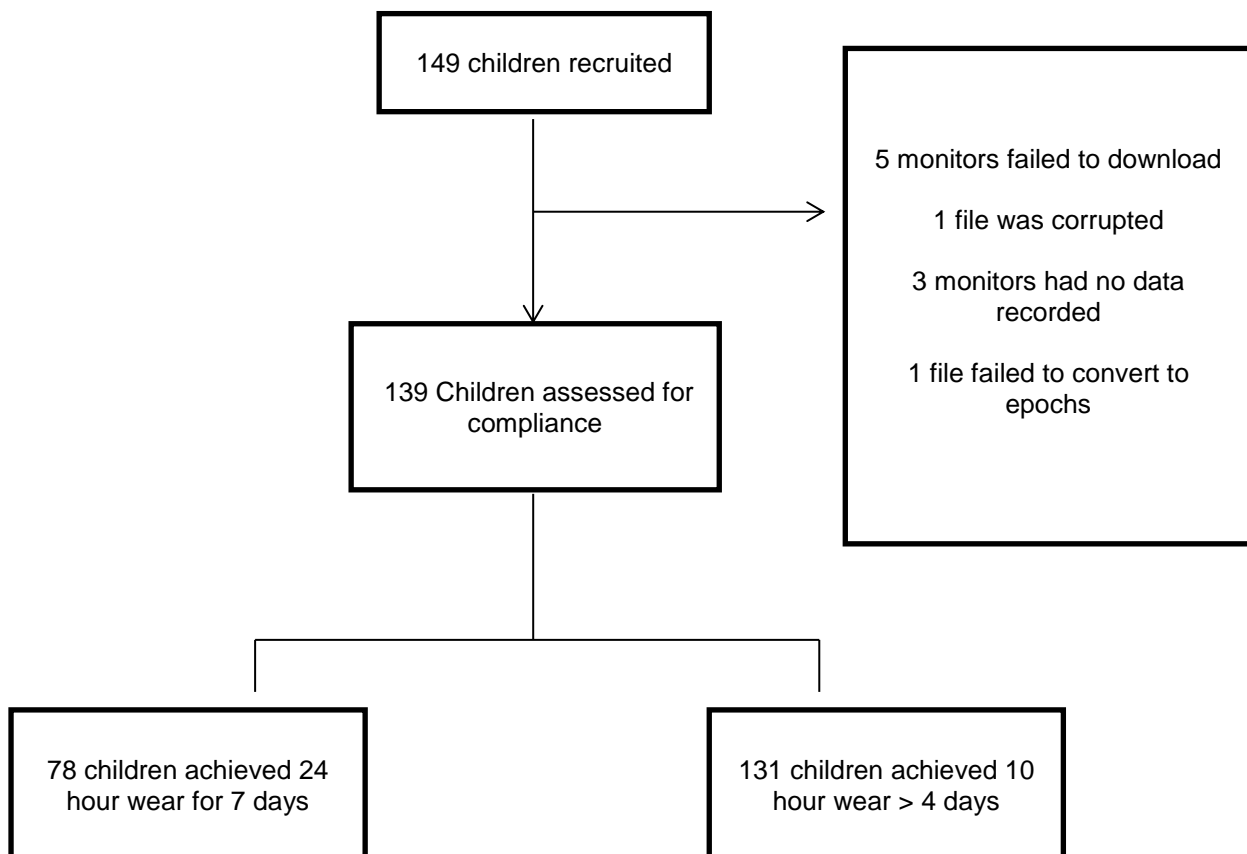 149 children recruited
5 monitors failed to download
1 file was corrupted
3 monitors had no data
recorded
1 file failed to convert to
epochs
139 Children assessed for
compliance
78 children achieved 24
hour wear for 7 days
131 children achieved 10
hour wear > 4 days